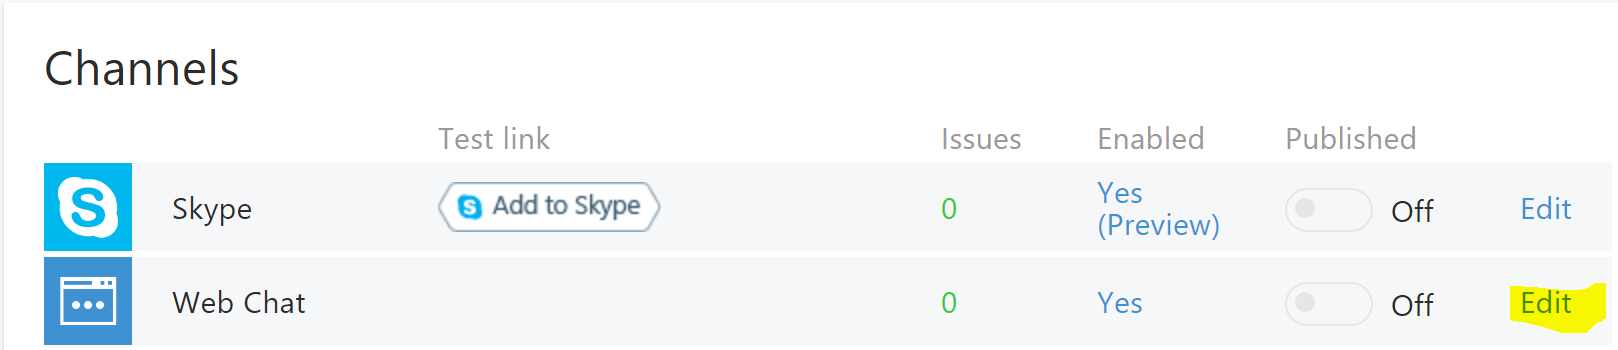 Channels
Test link Issues Enabled Published
Skype Add to Skype 0 Yes (Preview) Off Edit
Web Chat 0 Yes Off Edit